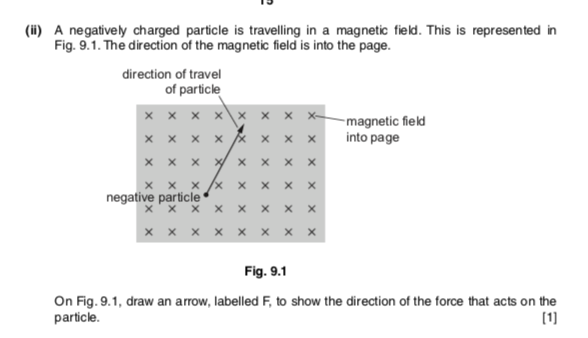 15
(ii) A negatively charged particle is travelling in a magnetic field. This is represented in
Fig. 9.1. The direction of the magnetic field is into the page.
direction of travel
of particle
magnetic field
into page
negative particle
Fig. 9.1
On Fig. 9.1, draw an arrow, labelled F, to show the direction of the force that acts on the
particle. [1]